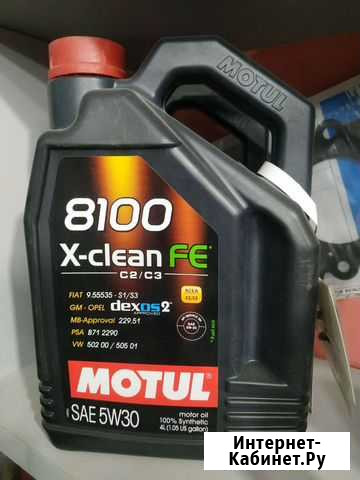 MOTUL
8100
X-clean FE
C2/C3
FIAT 9.55535 - S1/S3
GM - OPEL dexos2
APPROVED
MB-Approval 229.51
PSA B71 2290
VW 502 00 / 505 01
MOTUL
motor oil
SAE 5W30
100% Synthetic
4L (1.05 US gallon)
Интернет-
Кабинет.Ру